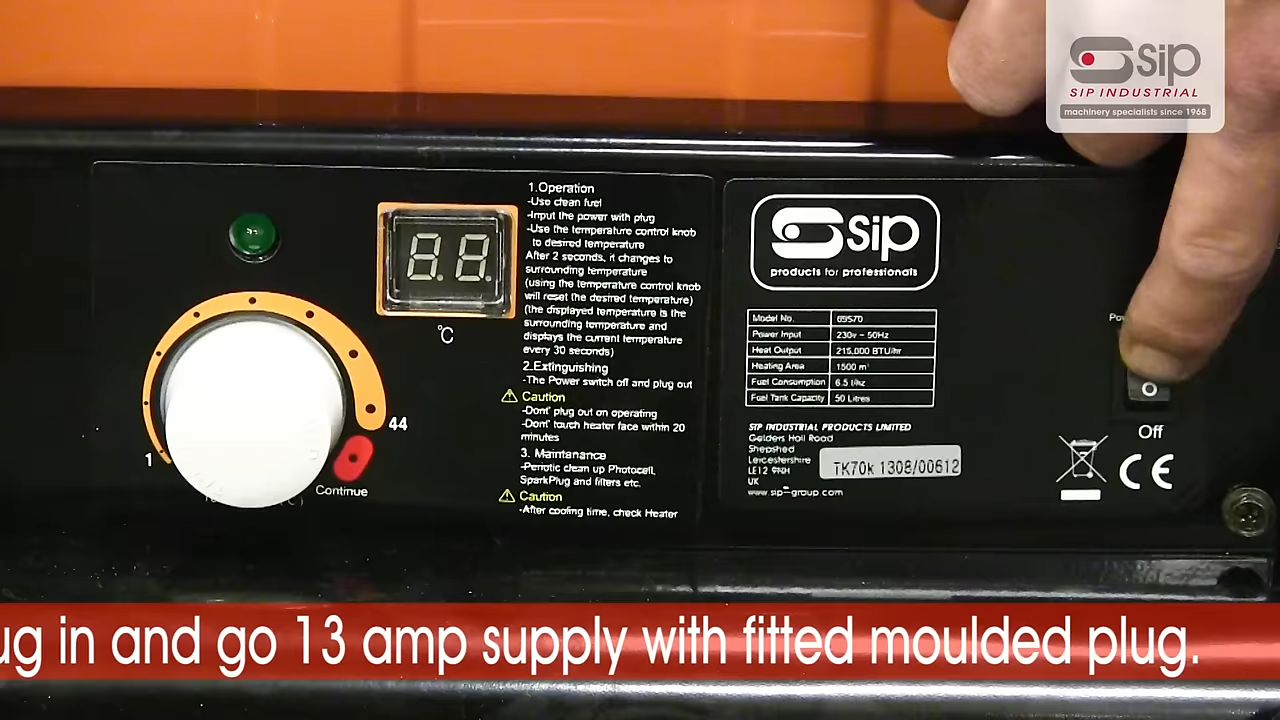 sip
SIP INDUSTRIAL
machinery specialists since 1968
1.Operation
-Use clean fuel
-Input the power with plug
-Use the temperature control knob
to desired temperature
After 2 seconds, it changes to
surrounding temperature
(using the temperature control knob
will reset the desired temperature)
(the displayed temperature is the
surrounding temperature and
displays the current temperature
every 30 seconds)
2.Extinguishing
-The Power switch off and plug out
Caution
-Dont' plug out on operating
-Dont' touch heater face within 20
minutes
3. Maintenance
-Periotic clean up Photocell,
SparkPlug and filters etc.
Caution
-After cooling time, check Heater
8.8.
°C
1
44
Continue
sip
products for professionals
Model No. 69570
Power Input 230v - 50Hz
Heat Output 215,000 BTU/hr
Heating Area 1500 m³
Fuel Consumption 6.5 l/hz
Fuel Tank Capacity 50 Litres
SIP INDUSTRIAL PRODUCTS LIMITED
Gelders Hall Road
Shepshed
Leicestershire
LE12 9NH
UK
www.sip-group.com
TK70k 1308/00612
Off
CE
ug in and go 13 amp supply with fitted moulded plug.